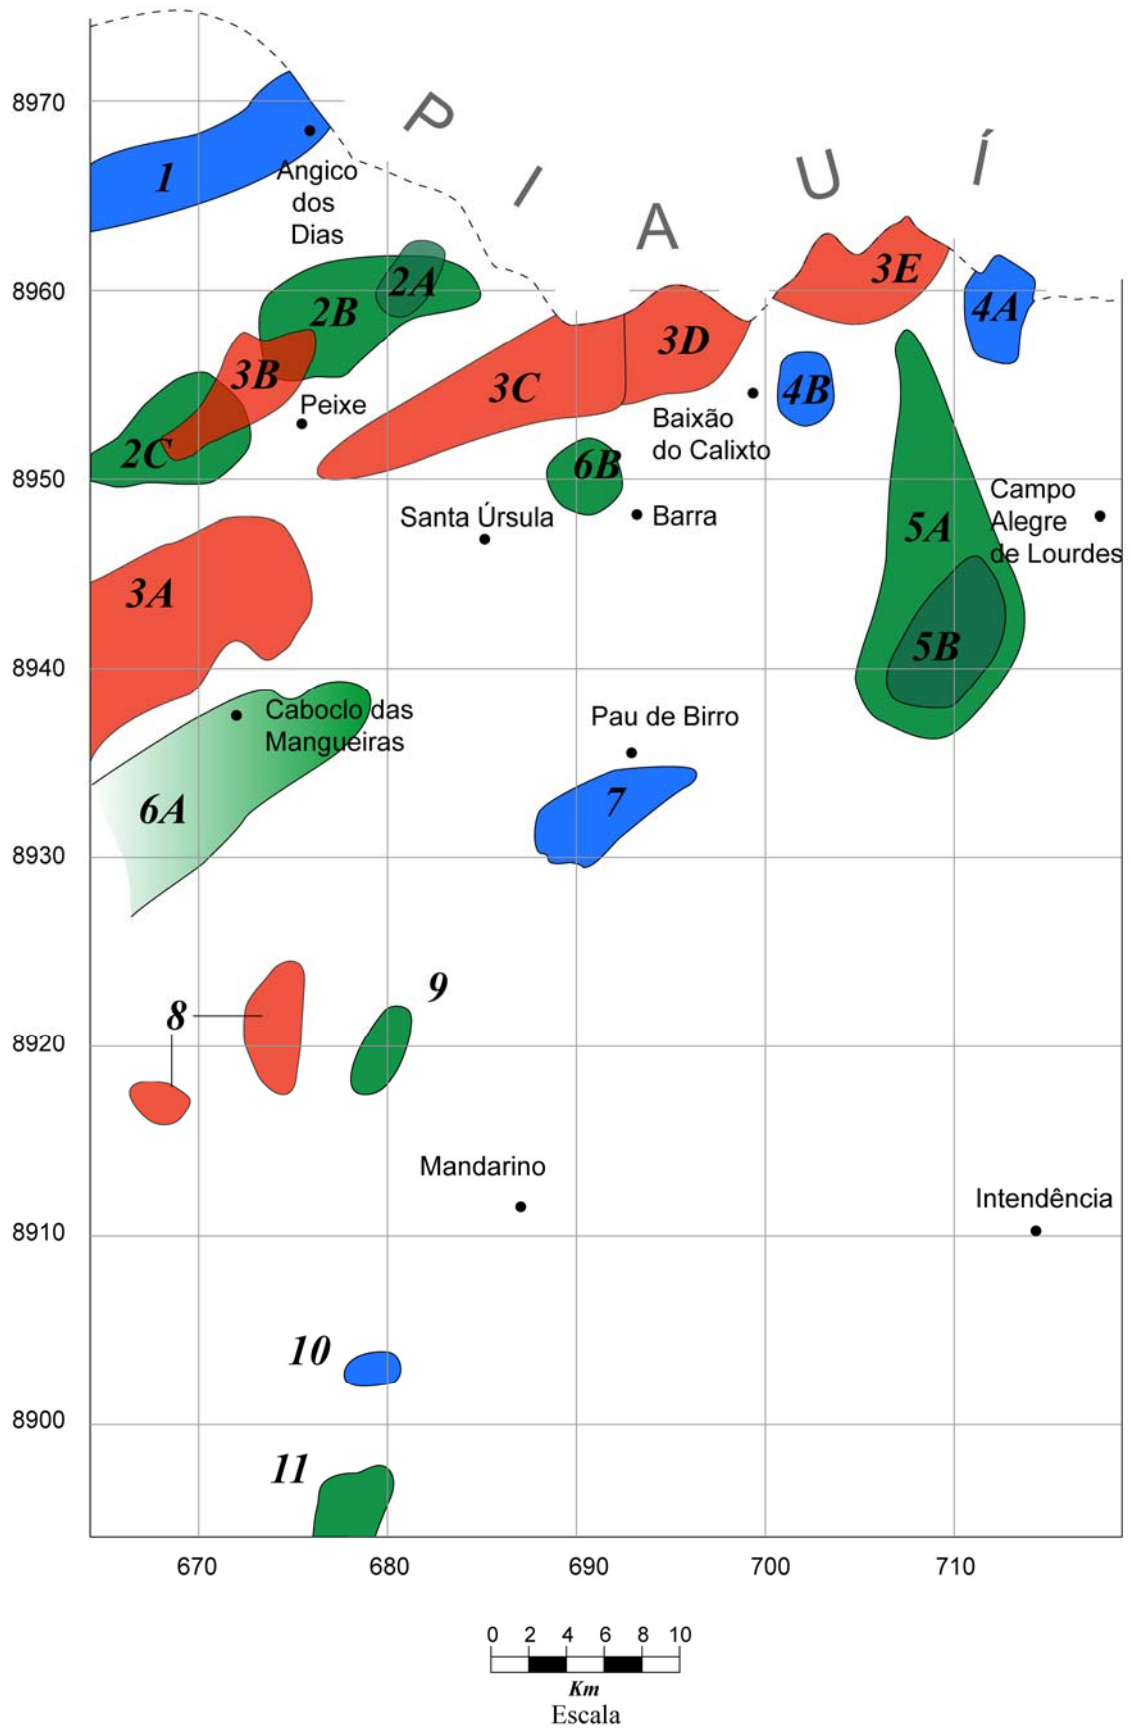 8970
P
I
A
U
Í
1
Angico
dos
Dias
8960
2A
2B
3E
4A
3D
3B
3C
4B
Peixe
Baixão
do Calixto
2C
6B
8950
Santa Úrsula
Barra
Campo
Alegre
de Lourdes
5A
3A
5B
8940
Caboclo das
Mangueiras
Pau de Birro
6A
7
8930
9
8
8920
Mandarino
Intendência
8910
10
8900
11
670 680 690 700 710
0 2 4 6 8 10
Km
Escala